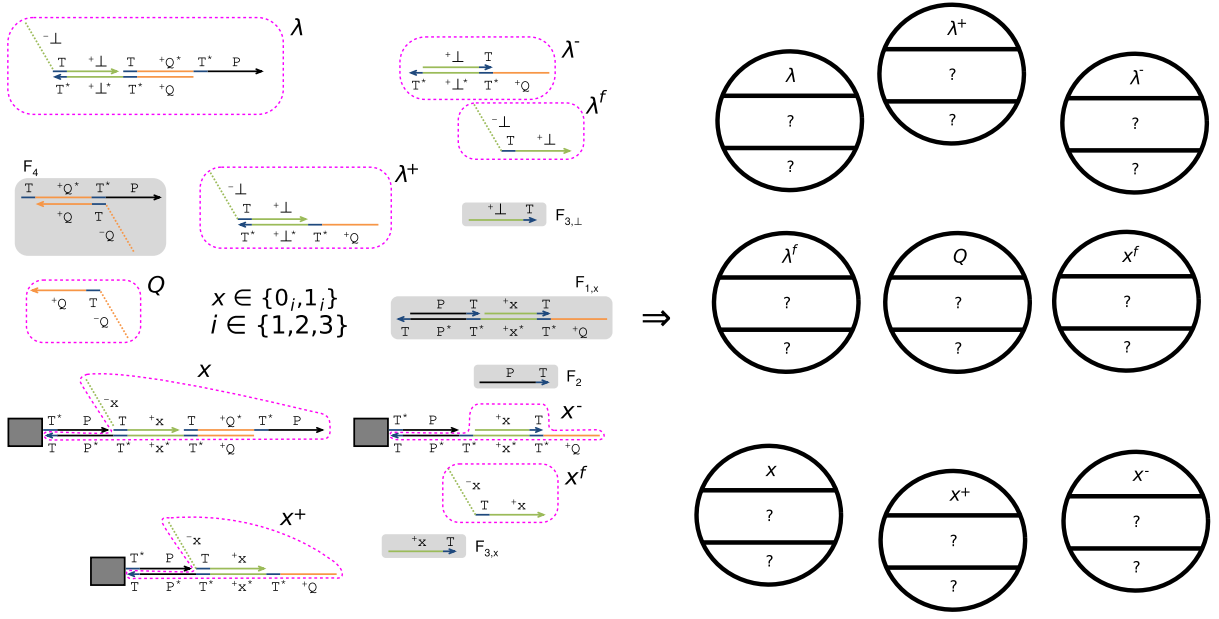 λ
⁻⊥
T ⁺⊥ T ⁺Q* T* P
T* ⁺⊥* T* ⁺Q
λ⁻
⁺⊥ T
T* ⁺⊥* T* ⁺Q
λᶠ
⁻⊥
T ⁺⊥
F₄
T ⁺Q* T* P
⁺Q T
⁻Q
λ⁺
⁻⊥
T ⁺⊥
T* ⁺⊥* T* ⁺Q
⁺⊥ T
F₃,⊥
Q
⁺Q T
⁻Q
x ∈ {0ᵢ,1ᵢ}
i ∈ {1,2,3}
F₁,ₓ
P T ⁺x T
T P* T* ⁺x* T* ⁺Q
⇒
P T
F₂
x
⁻x
T* P T ⁺x T ⁺Q* T* P
T P* T* ⁺x* T* ⁺Q
x⁻
T* P ⁺x T
T P* T* ⁺x* T* ⁺Q
xᶠ
⁻x
T ⁺x
x⁺
⁻x
T* P T ⁺x
T P* T* ⁺x* T* ⁺Q
⁺x T
F₃,ₓ
λ
?
?
λ⁺
?
?
λ⁻
?
?
λᶠ
?
?
Q
?
?
xᶠ
?
?
x
?
?
x⁺
?
?
x⁻
?
?